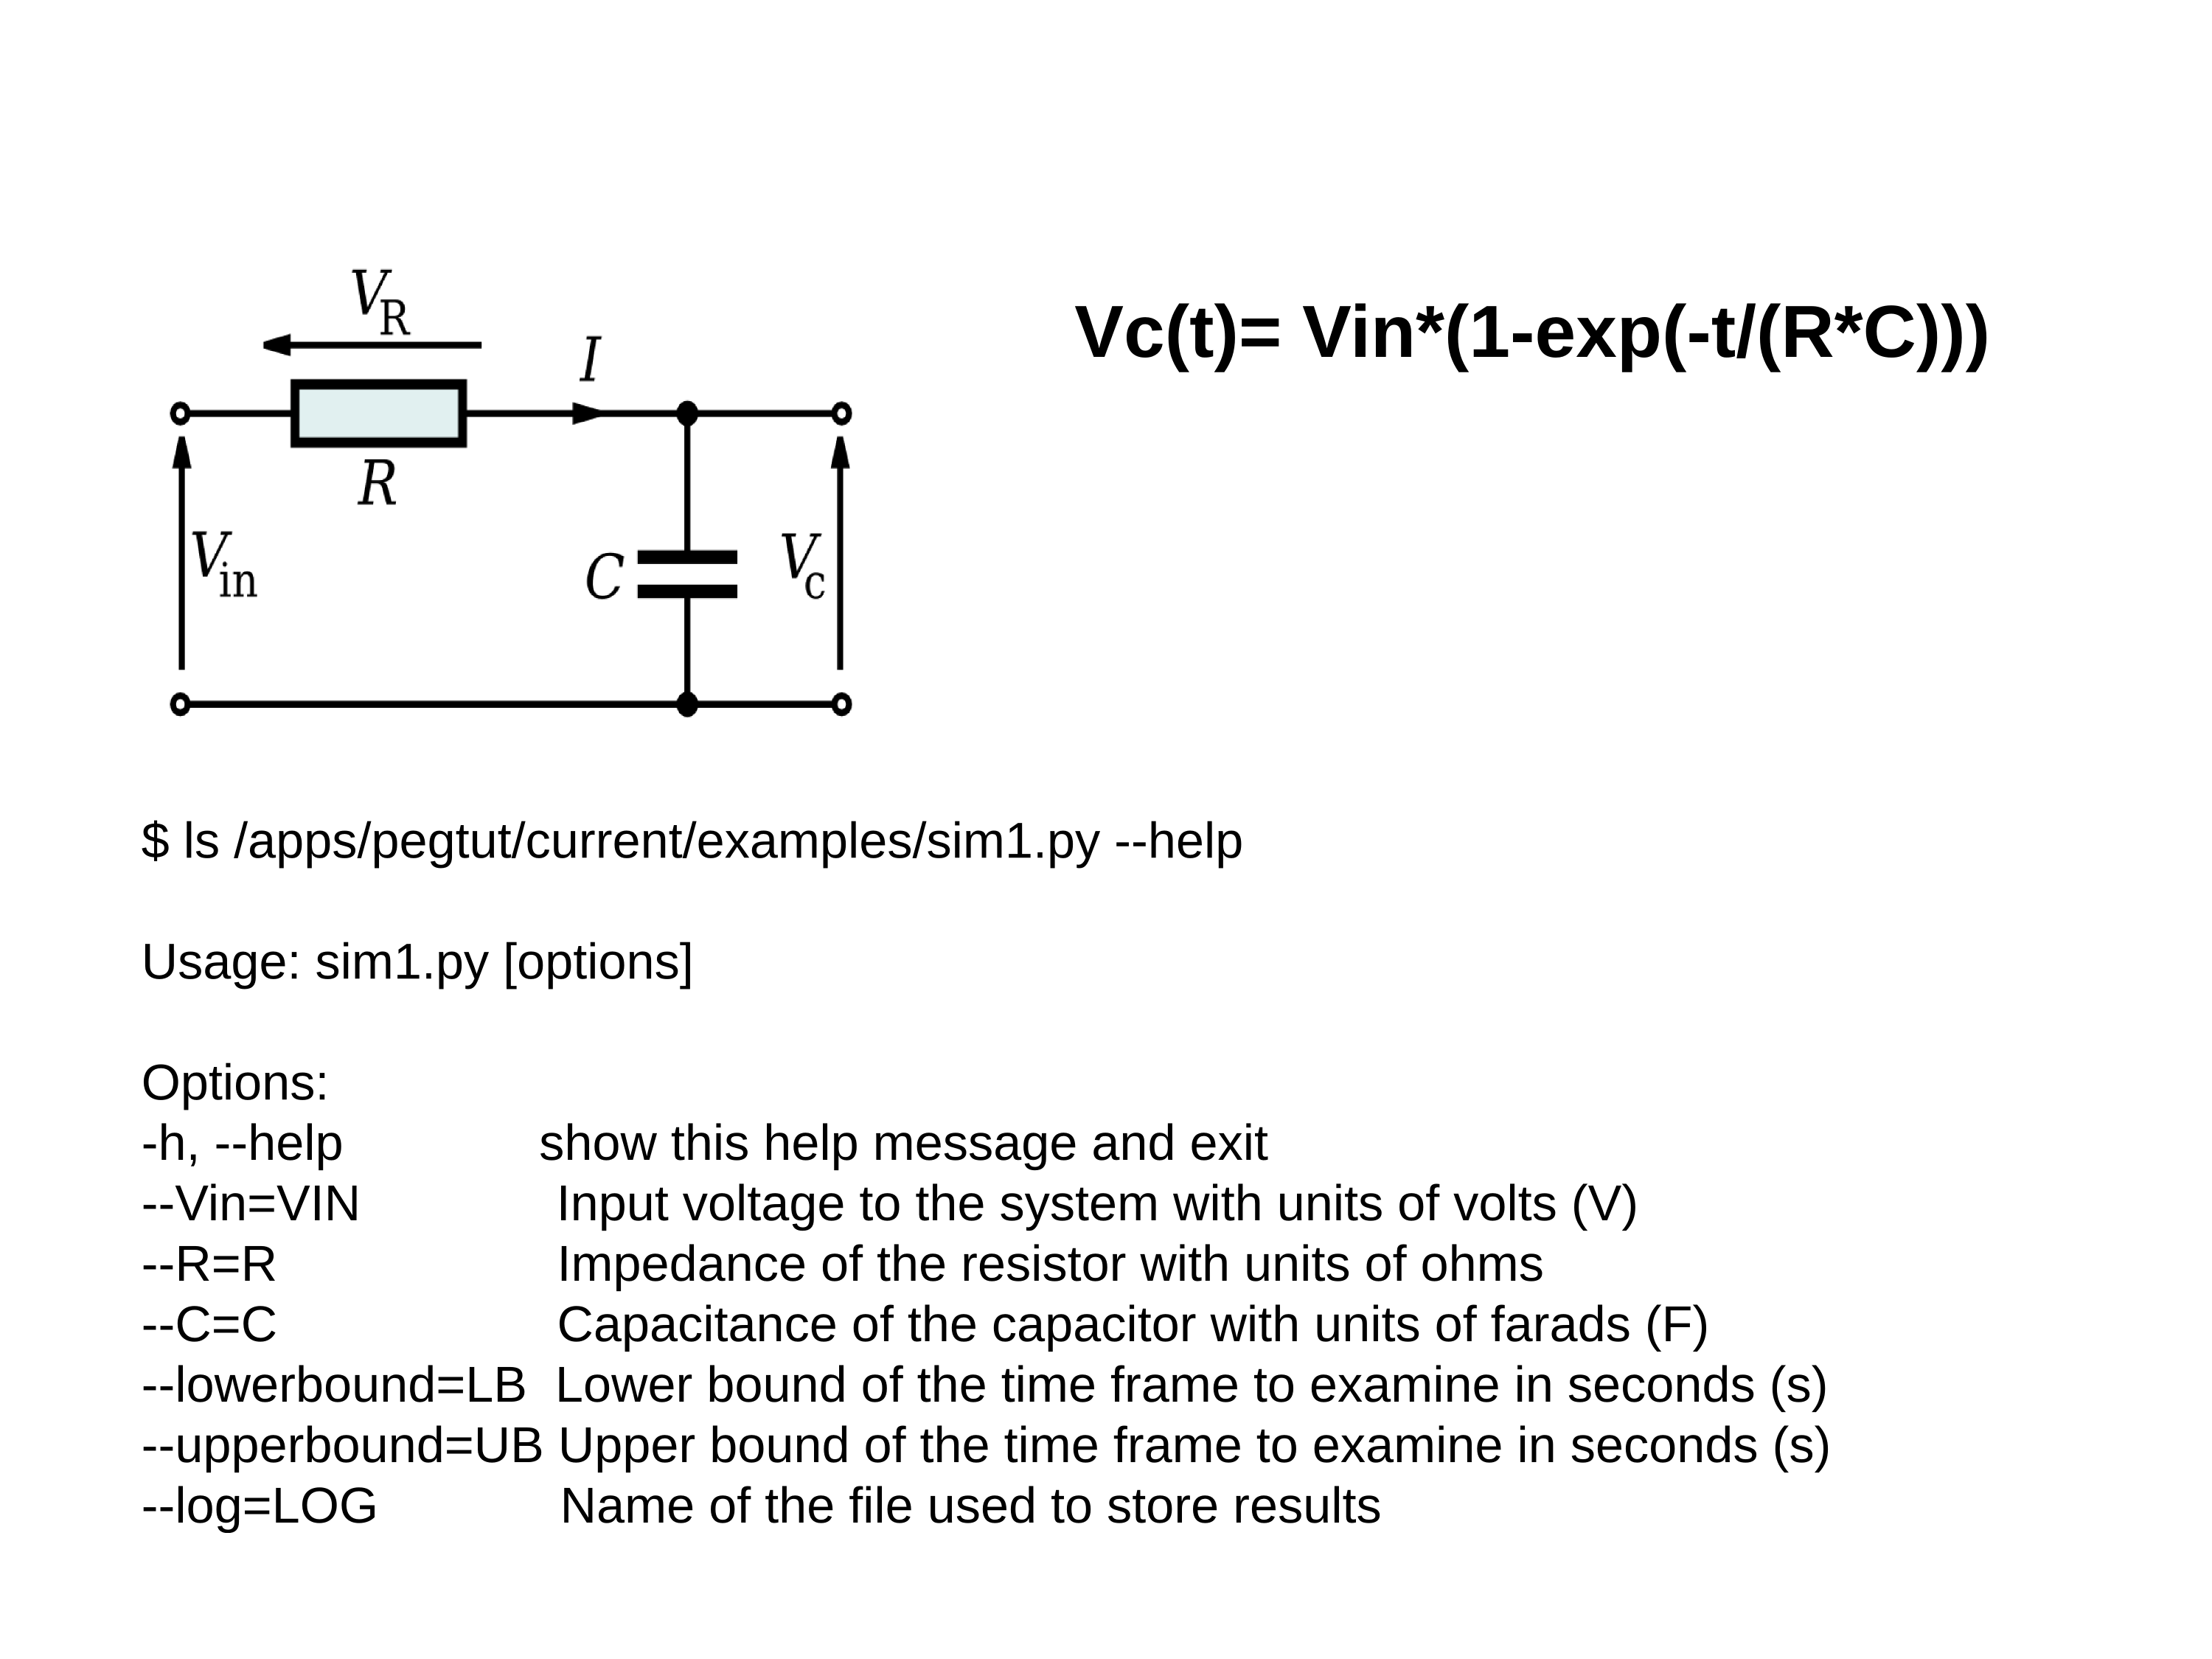 V_R
I
R
V_in
C
V_c
Vc(t)= Vin*(1-exp(-t/(R*C)))
$ ls /apps/pegtut/current/examples/sim1.py --help
Usage: sim1.py [options]
Options:
-h, --help show this help message and exit
--Vin=VIN Input voltage to the system with units of volts (V)
--R=R Impedance of the resistor with units of ohms
--C=C Capacitance of the capacitor with units of farads (F)
--lowerbound=LB Lower bound of the time frame to examine in seconds (s)
--upperbound=UB Upper bound of the time frame to examine in seconds (s)
--log=LOG Name of the file used to store results